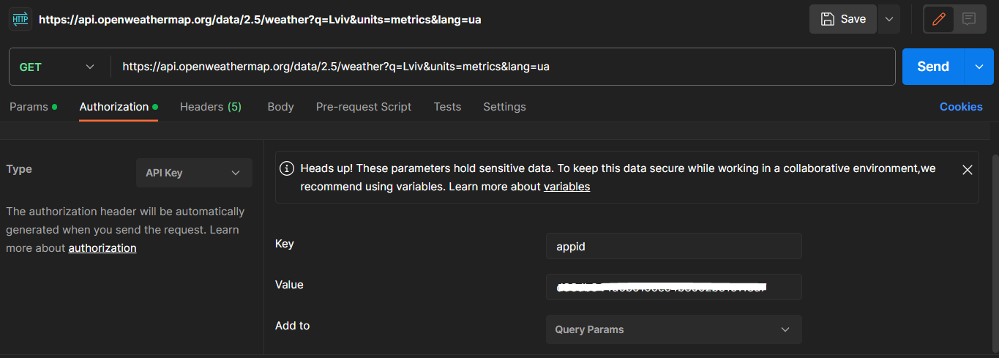 HTTP https://api.openweathermap.org/data/2.5/weather?q=Lviv&units=metrics&lang=ua Save
GET https://api.openweathermap.org/data/2.5/weather?q=Lviv&units=metrics&lang=ua Send
Params Authorization Headers (5) Body Pre-request Script Tests Settings Cookies
Type API Key
The authorization header will be automatically
generated when you send the request. Learn
more about authorization
Heads up! These parameters hold sensitive data. To keep this data secure while working in a collaborative environment,we
recommend using variables. Learn more about variables
Key appid
Value
Add to Query Params